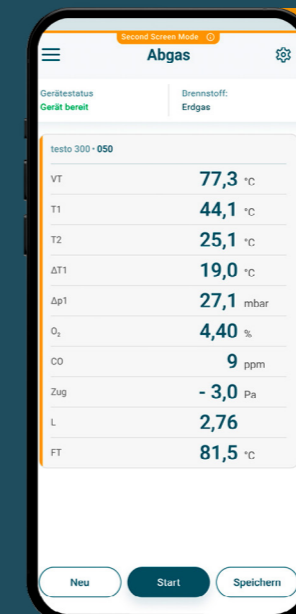 Second Screen Mode
Abgas
Gerätestatus
Gerät bereit
Brennstoff:
Erdgas
testo 300 • 050
VT 77,3 °C
T1 44,1 °C
T2 25,1 °C
ΔT1 19,0 °C
Δp1 27,1 mbar
O₂ 4,40 %
CO 9 ppm
Zug - 3,0 Pa
L 2,76
FT 81,5 °C
Neu Start Speichern